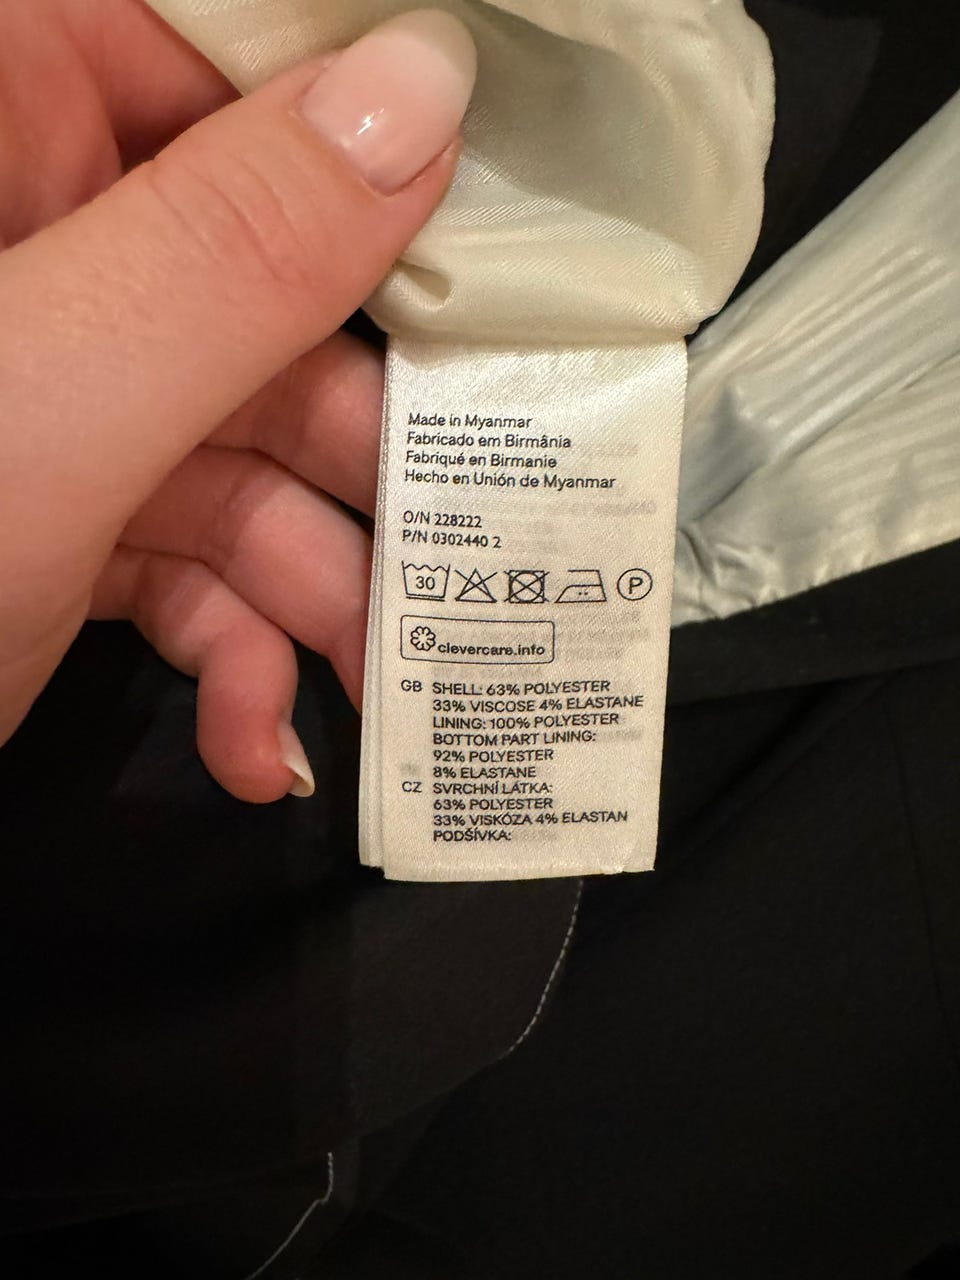 Made in Myanmar
Fabricado em Birmânia
Fabriqué en Birmanie
Hecho en Unión de Myanmar
O/N 228222
P/N 0302440 2
30 P
clevercare.info
GB SHELL: 63% POLYESTER
33% VISCOSE 4% ELASTANE
LINING: 100% POLYESTER
BOTTOM PART LINING:
92% POLYESTER
8% ELASTANE
CZ SVRCHNÍ LÁTKA:
63% POLYESTER
33% VISKÓZA 4% ELASTAN
PODŠÍVKA: